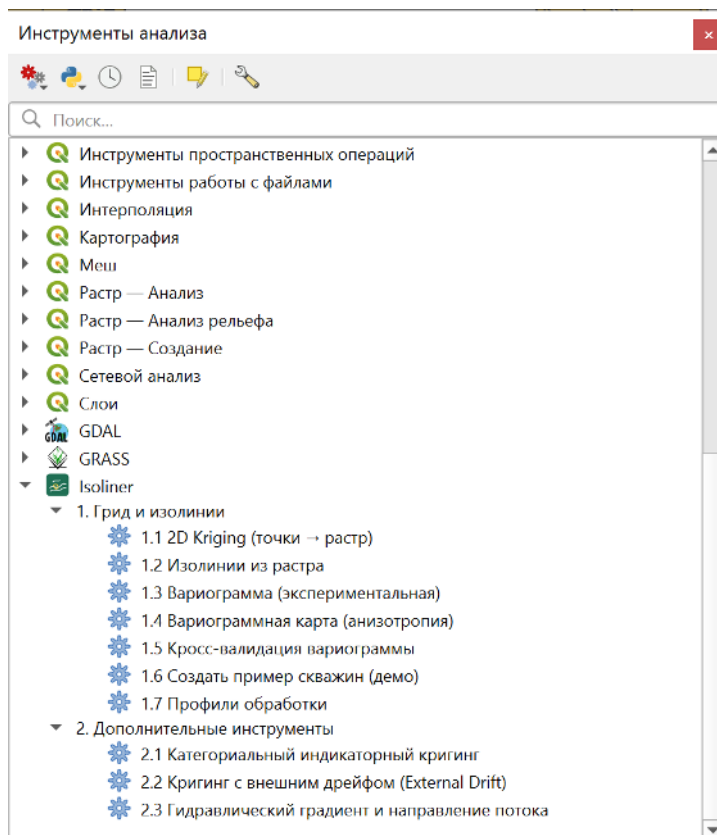 Инструменты анализа
Поиск...
Инструменты пространственных операций
Инструменты работы с файлами
Интерполяция
Картография
Меш
Растр — Анализ
Растр — Анализ рельефа
Растр — Создание
Сетевой анализ
Слои
GDAL
GRASS
Isoliner
1. Грид и изолинии
1.1 2D Kriging (точки → растр)
1.2 Изолинии из растра
1.3 Вариограмма (экспериментальная)
1.4 Вариограммная карта (анизотропия)
1.5 Кросс-валидация вариограммы
1.6 Создать пример скважин (демо)
1.7 Профили обработки
2. Дополнительные инструменты
2.1 Категориальный индикаторный кригинг
2.2 Кригинг с внешним дрейфом (External Drift)
2.3 Гидравлический градиент и направление потока